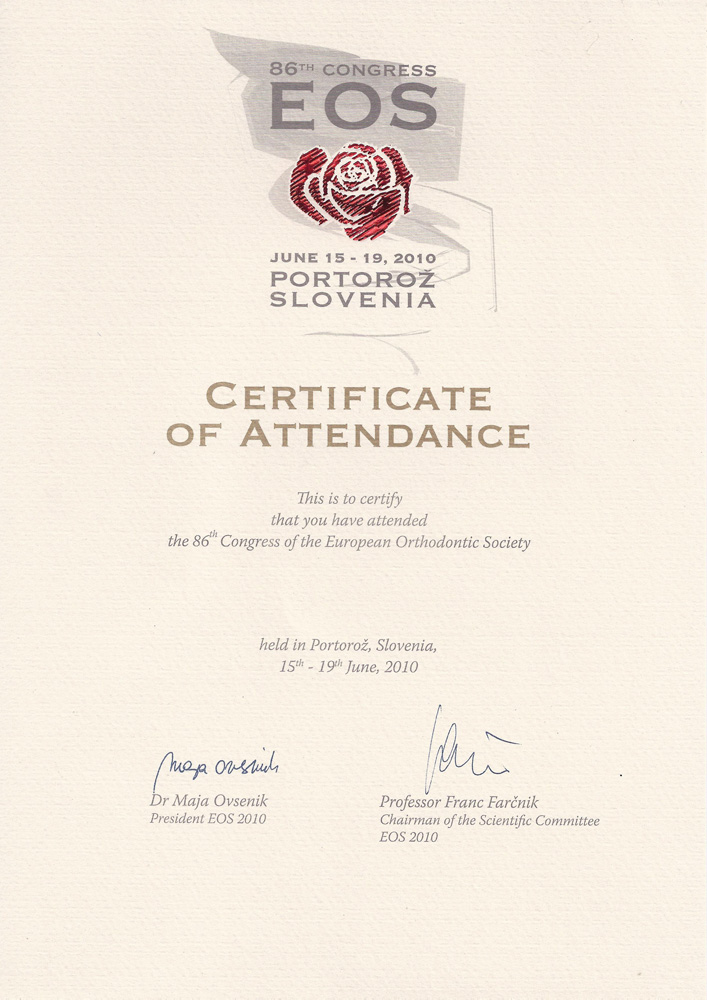 86TH CONGRESS
EOS
JUNE 15 - 19, 2010
PORTOROŽ
SLOVENIA
CERTIFICATE
OF ATTENDANCE
This is to certify
that you have attended
the 86th Congress of the European Orthodontic Society
held in Portorož, Slovenia,
15th - 19th June, 2010
Maja Ovsenik
Dr Maja Ovsenik
President EOS 2010
Professor Franc Farčnik
Chairman of the Scientific Committee
EOS 2010